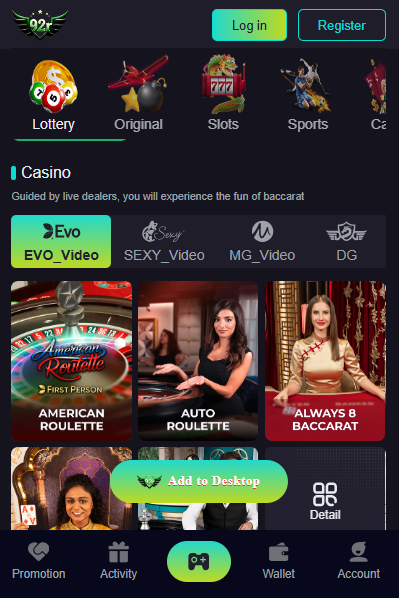 92r
Log in
Register
Lottery
Original
Slots
Sports
Ca
Casino
Guided by live dealers, you will experience the fun of baccarat
Evo
Sexy
EVO_Video
SEXY_Video
MG_Video
DG
American
Roulette
FIRST PERSON
AMERICAN
ROULETTE
AUTO
ROULETTE
ALWAYS 8
BACCARAT
Add to Desktop
Detail
Promotion
Activity
Wallet
Account